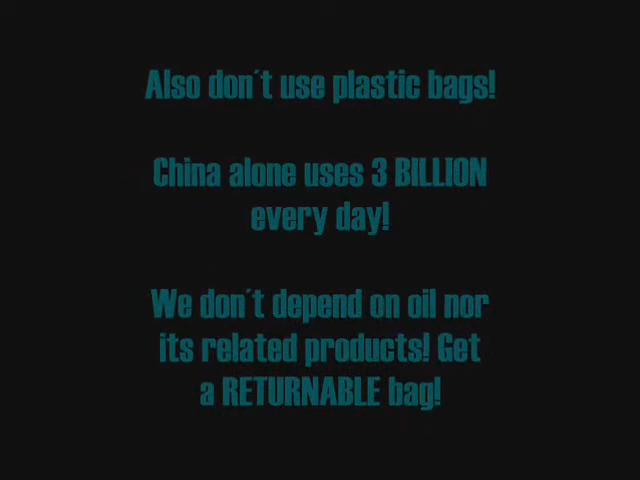 Also don´t use plastic bags!
China alone uses 3 BILLION
every day!
We don´t depend on oil nor
its related products! Get
a RETURNABLE bag!